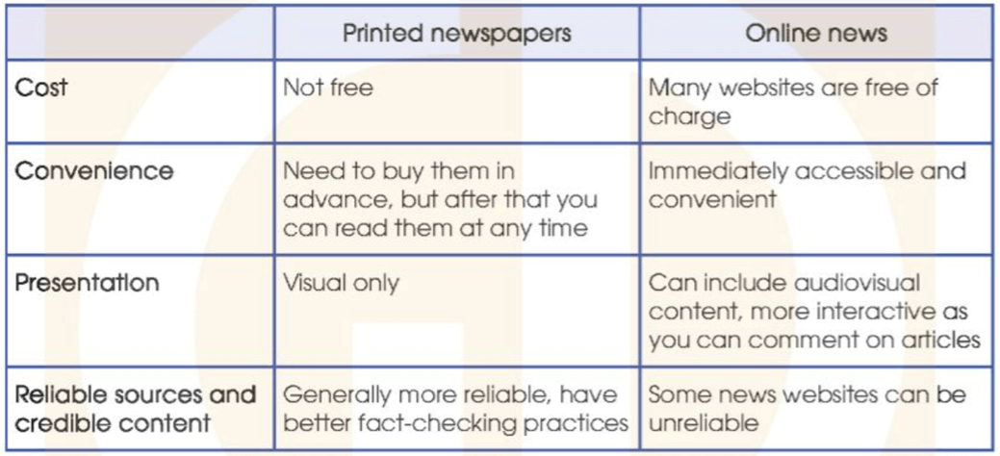 Printed newspapers
Online news
Cost
Not free
Many websites are free of
charge
Convenience
Need to buy them in
advance, but after that you
can read them at any time
Immediately accessible and
convenient
Presentation
Visual only
Can include audiovisual
content, more interactive as
you can comment on articles
Reliable sources and
credible content
Generally more reliable, have
better fact-checking practices
Some news websites can be
unreliable